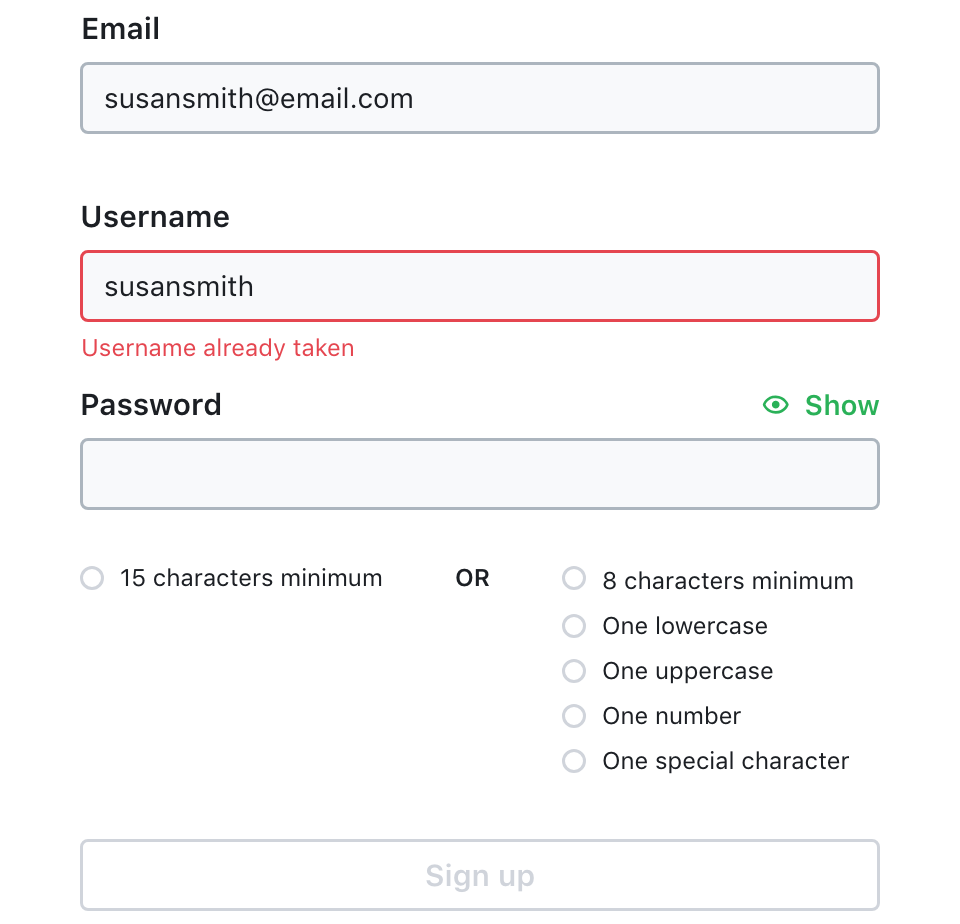 Email
susansmith@email.com
Username
susansmith
Username already taken
Password
Show
15 characters minimum
OR
8 characters minimum
One lowercase
One uppercase
One number
One special character
Sign up